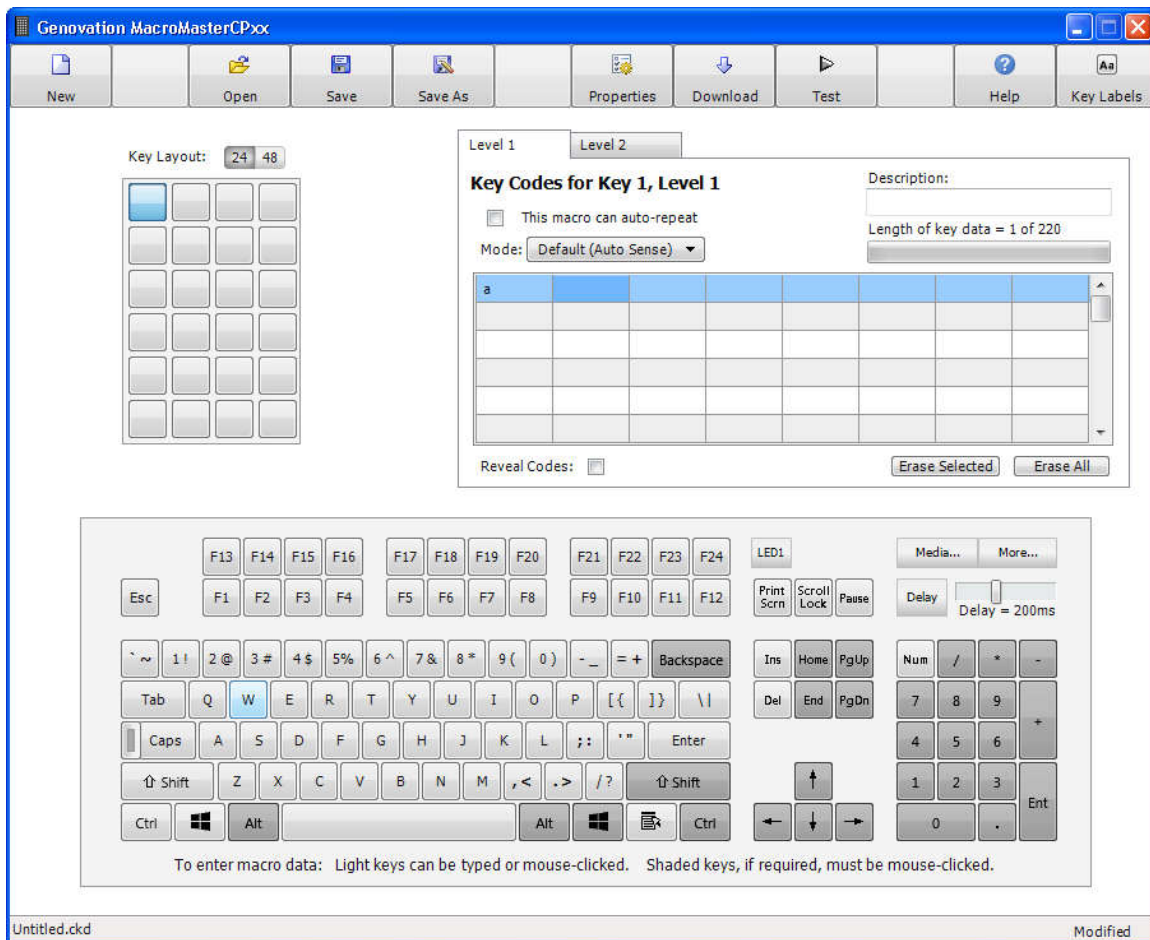 Genovation MacroMasterCPxx
New Open Save Save As Properties Download Test Help Aa Key Labels
Level 1 Level 2
Key Layout: 24 48
Key Codes for Key 1, Level 1
Description:
This macro can auto-repeat
Length of key data = 1 of 220
Mode: Default (Auto Sense)
a
Reveal Codes: Erase Selected Erase All
F13 F14 F15 F16 F17 F18 F19 F20 F21 F22 F23 F24 LED1 Media... More...
Esc F1 F2 F3 F4 F5 F6 F7 F8 F9 F10 F11 F12 Print Scrn Scroll Lock Pause Delay
Delay = 200ms
` ~ 1 ! 2 @ 3 # 4 $ 5% 6 ^ 7 & 8 * 9 ( 0 ) - _ = + Backspace Ins Home PgUp Num / * -
Tab Q W E R T Y U I O P [ { ] } \ | Del End PgDn 7 8 9 +
Caps A S D F G H J K L ; : ' " Enter 4 5 6
⇧ Shift Z X C V B N M , < . > / ? ⇧ Shift ↑ 1 2 3 Ent
Ctrl Alt Alt Ctrl ← ↓ → 0 .
To enter macro data: Light keys can be typed or mouse-clicked. Shaded keys, if required, must be mouse-clicked.
Untitled.ckd Modified